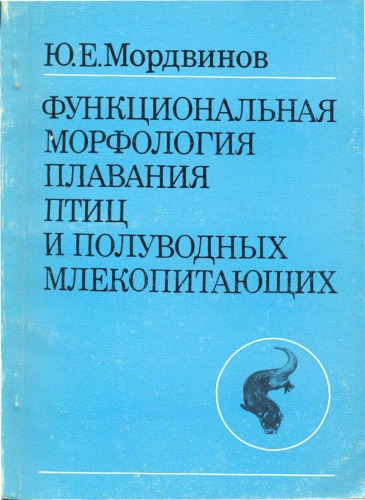 Ю.Е.Мордвинов
ФУНКЦИОНАЛЬНАЯ
МОРФОЛОГИЯ
ПЛАВАНИЯ
ПТИЦ
И ПОЛУВОДНЫХ
МЛЕКОПИТАЮЩИХ